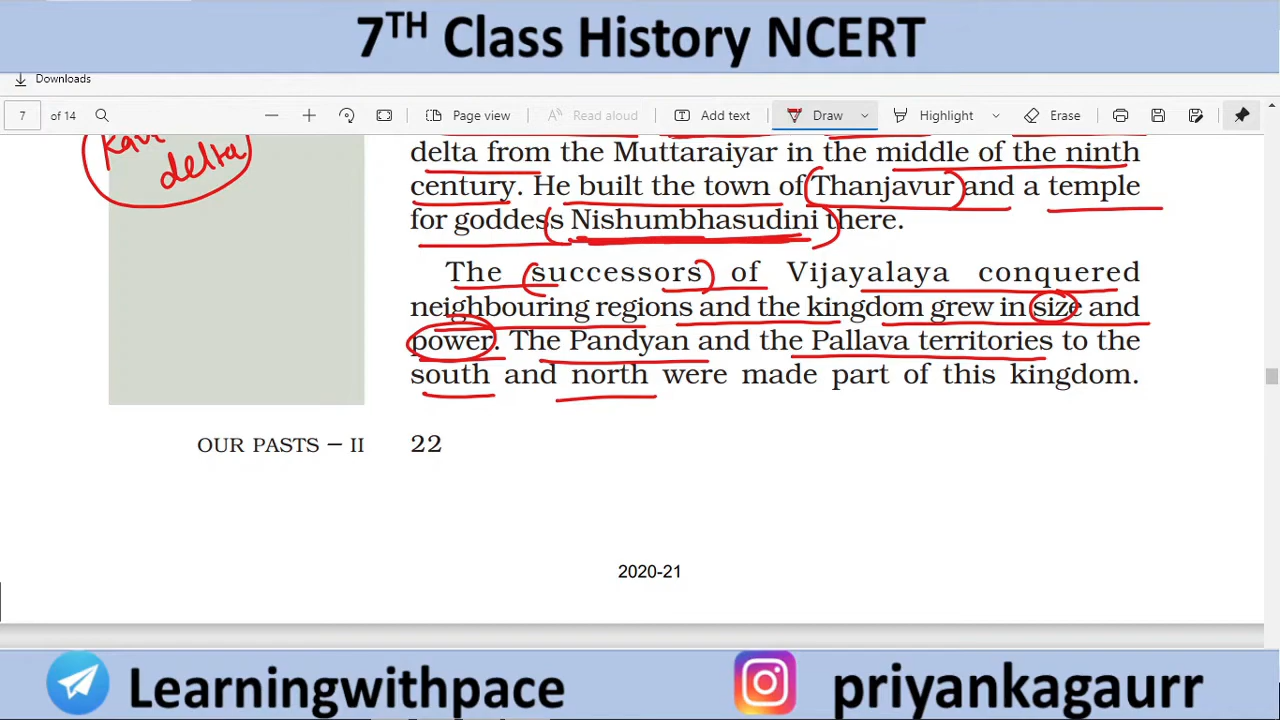 7TH Class History NCERT
Downloads
7 of 14 Page view Read aloud Add text Draw Highlight Erase
delta
delta from the Muttaraiyar in the middle of the ninth
century. He built the town of Thanjavur and a temple
for goddess Nishumbhasudini there.
The successors of Vijayalaya conquered
neighbouring regions and the kingdom grew in size and
power. The Pandyan and the Pallava territories to the
south and north were made part of this kingdom.
OUR PASTS – II 22
2020-21
Learningwithpace priyankagaurr